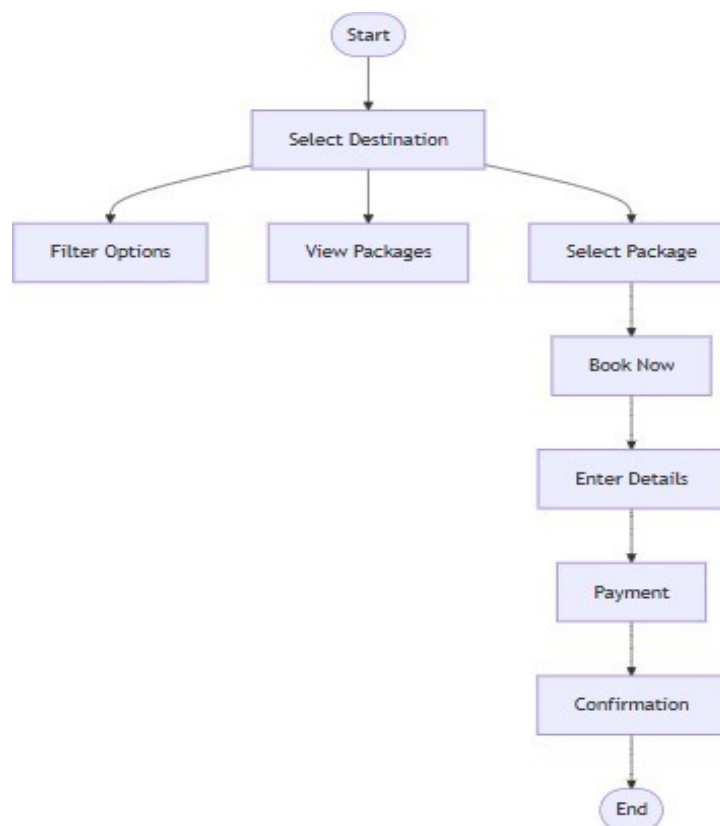 Start
Select Destination
Filter Options
View Packages
Select Package
Book Now
Enter Details
Payment
Confirmation
End